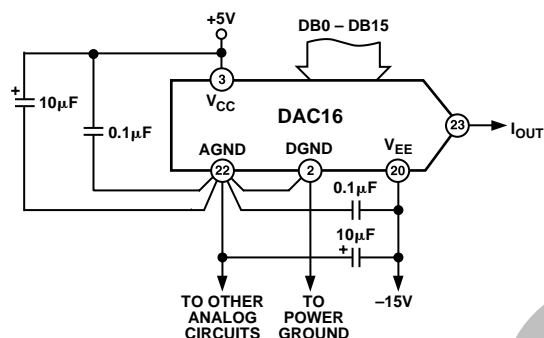 +5V
DB0 – DB15
3
VCC
+
10µF
0.1µF
DAC16
23
IOUT
AGND
DGND
VEE
22
2
20
0.1µF
10µF
+
TO OTHER
ANALOG
CIRCUITS
TO
POWER
GROUND
–15V